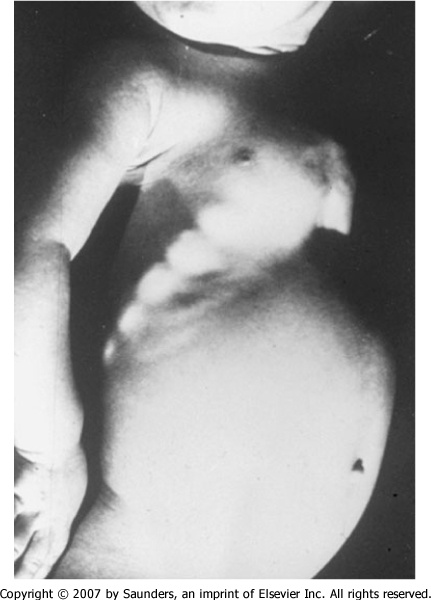 Copyright © 2007 by Saunders, an imprint of Elsevier Inc. All rights reserved.